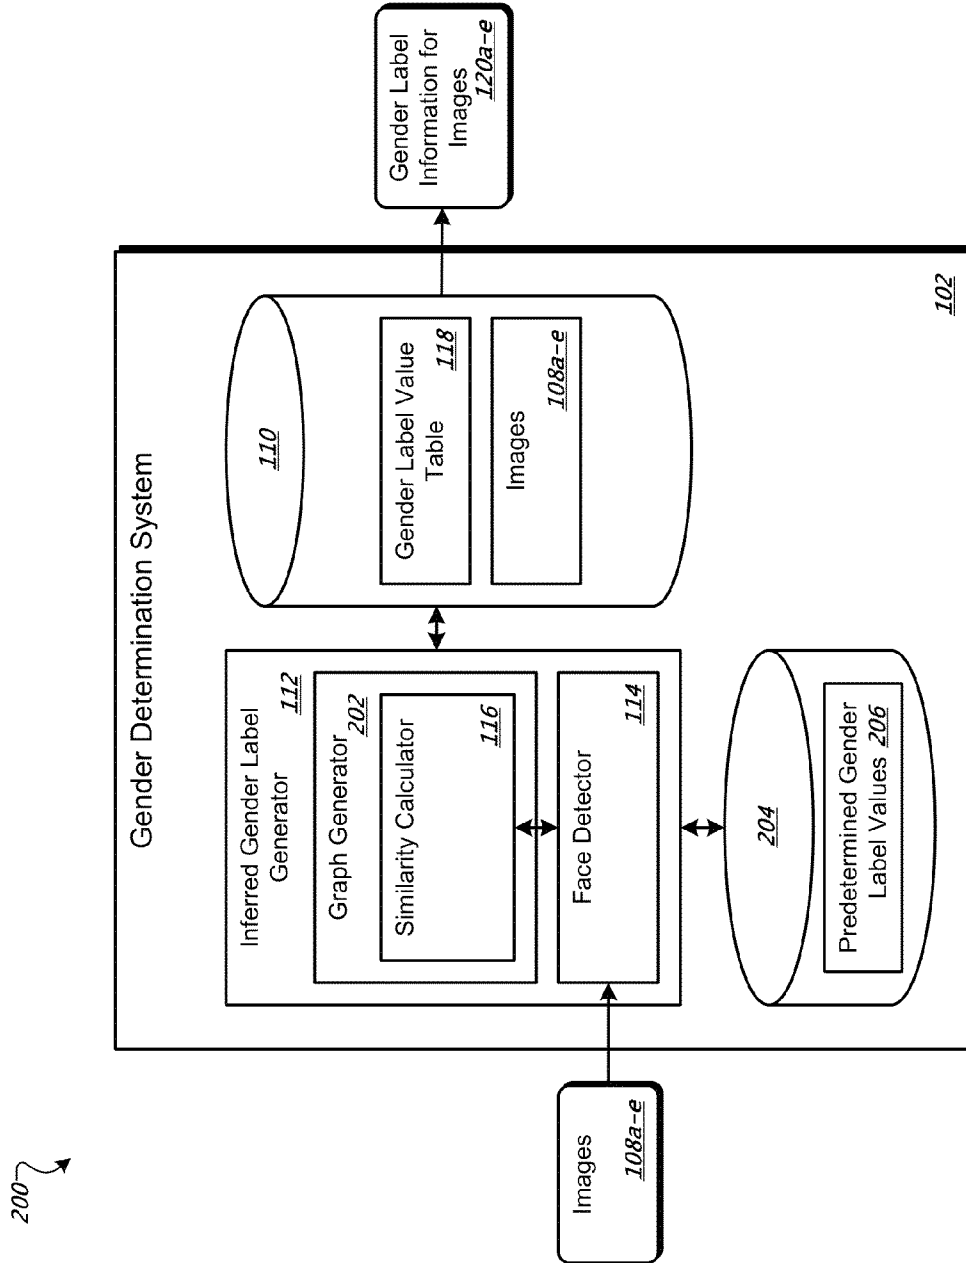 200
Gender Determination System
Images
108a-e
Inferred Gender Label
Generator
112
Graph Generator
202
Similarity Calculator
116
Face Detector
114
204
Predetermined Gender
Label Values 206
110
Gender Label Value
Table
118
Images
108a-e
102
Gender Label
Information for
Images
120a-e